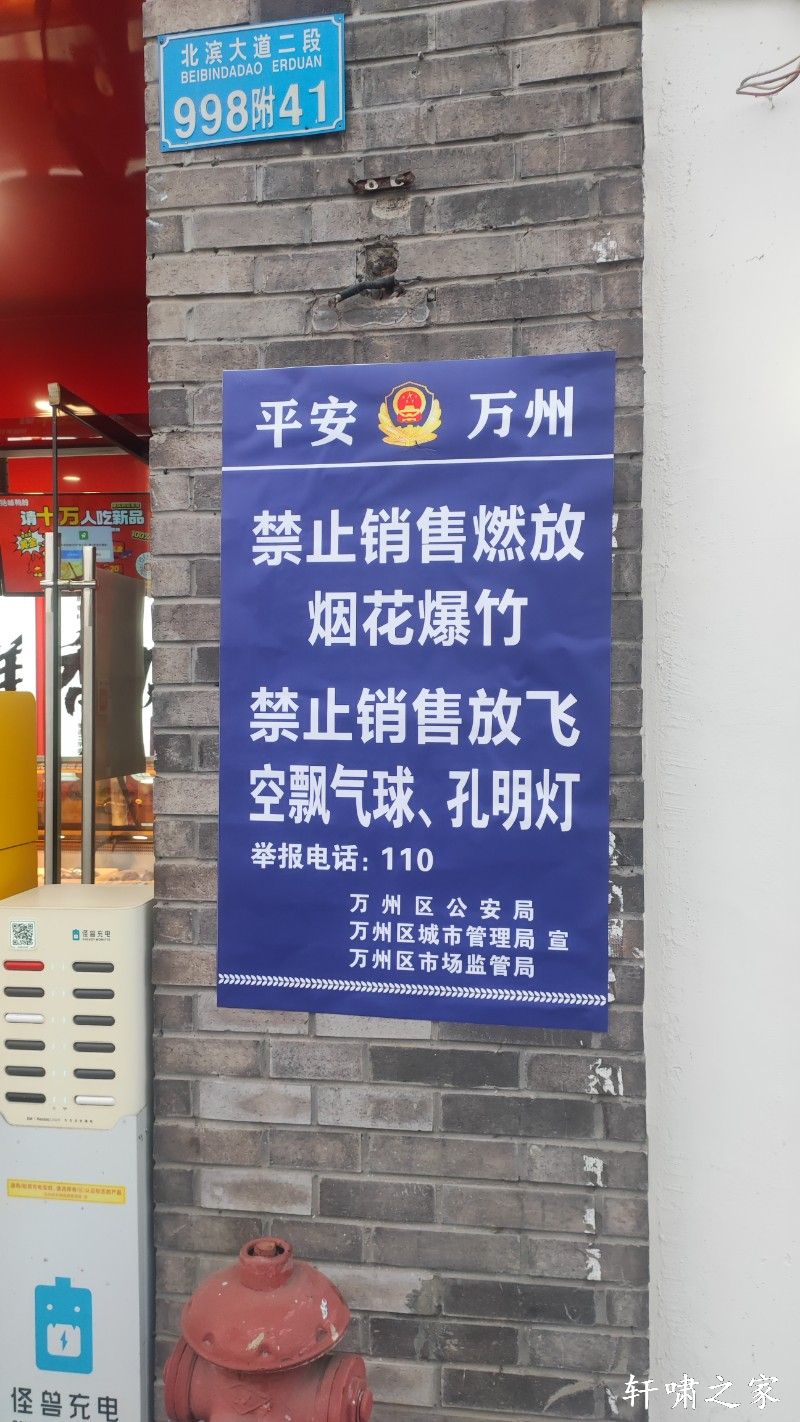 北滨大道二段
BEIBINDADAO ERDUAN
998附41
平安 万州
禁止销售燃放
烟花爆竹
禁止销售放飞
空飘气球、孔明灯
举报电话：110
万州区公安局
万州区城市管理局 宣
万州区市场监管局
请十万人吃新品
怪兽充电
怪兽充电
轩啸之家